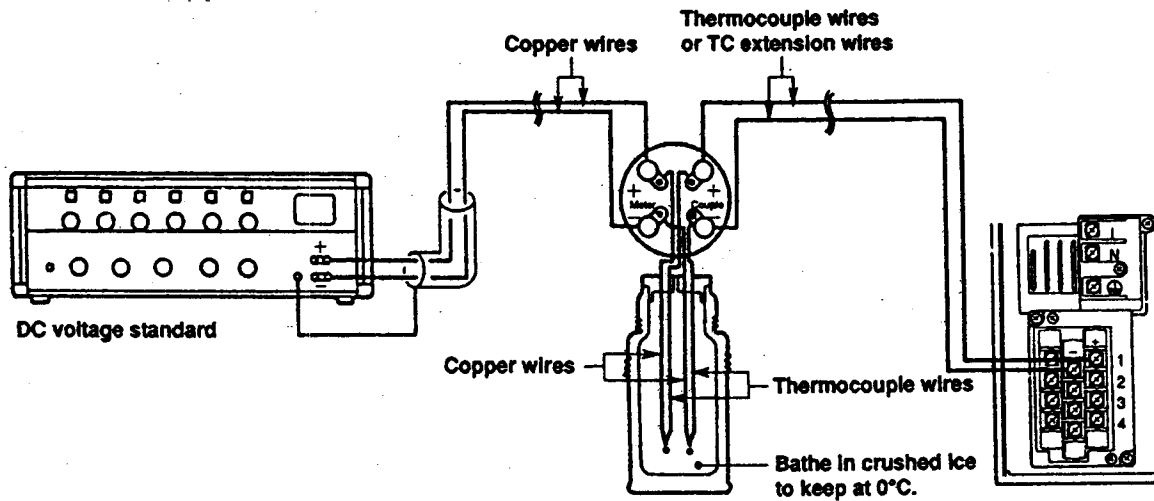 Thermocouple wires
or TC extension wires
Copper wires
+ +
Meter Couple
− −
+
−
DC voltage standard
L
N
− +
1
2
3
4
Copper wires
Thermocouple wires
Bathe in crushed ice
to keep at 0°C.